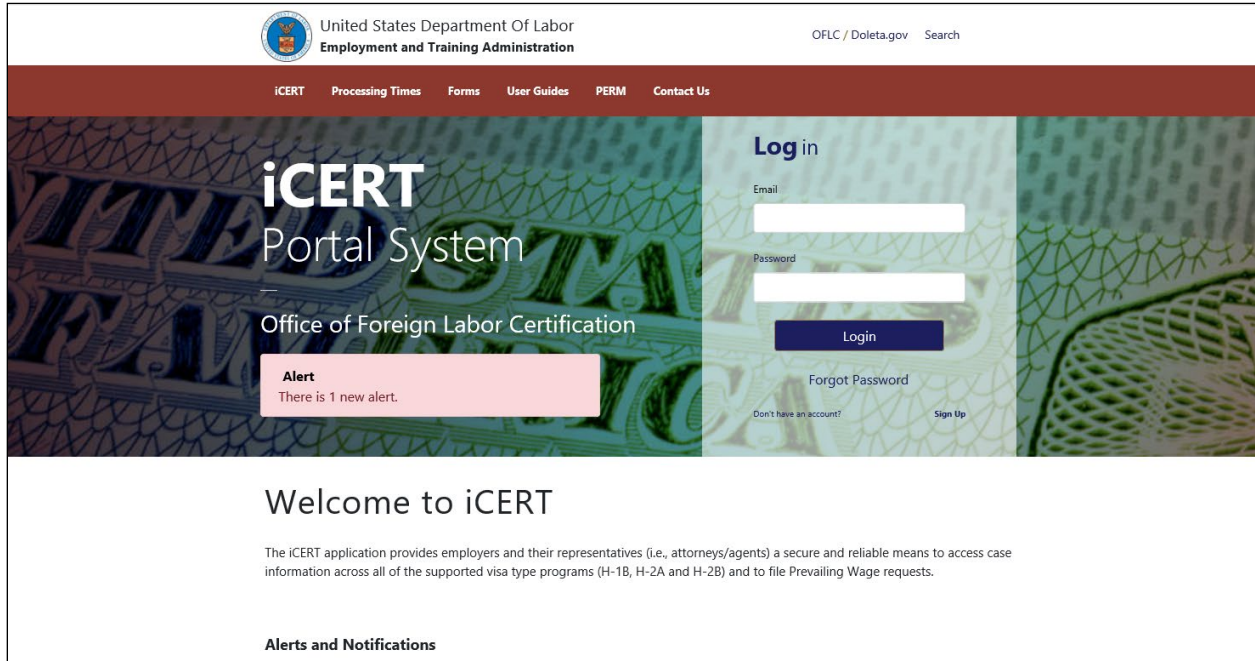 United States Department Of Labor
Employment and Training Administration
OFLC / Doleta.gov Search
iCERT Processing Times Forms User Guides PERM Contact Us
iCERT
Portal System
Office of Foreign Labor Certification
Alert
There is 1 new alert.
Log in
Email
Password
Login
Forgot Password
Don't have an account? Sign Up
Welcome to iCERT
The iCERT application provides employers and their representatives (i.e., attorneys/agents) a secure and reliable means to access case
information across all of the supported visa type programs (H-1B, H-2A and H-2B) and to file Prevailing Wage requests.
Alerts and Notifications